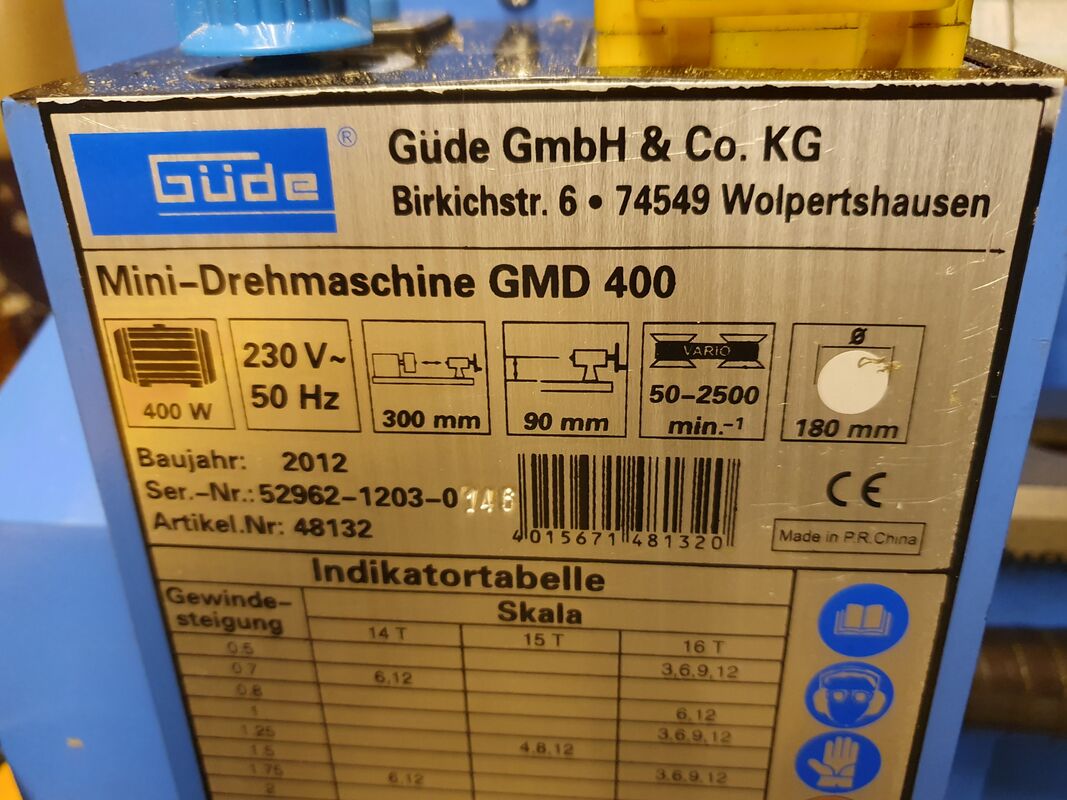 Güde ®
Güde GmbH & Co. KG
Birkichstr. 6 • 74549 Wolpertshausen
Mini-Drehmaschine GMD 400
400 W
230 V~
50 Hz
300 mm
90 mm
VARIO
50-2500
min.-1
Ø
180 mm
Baujahr: 2012
Ser.-Nr.: 52962-1203-0146
Artikel.Nr: 48132
4 015671 481320
CE
Made in P.R.China
Indikatortabelle
Gewinde-
steigung
Skala
14 T 15 T 16 T
0.5
0.7 6,12 3,6,9,12
0.8
1 6,12
1.25 3,6,9,12
1.5 4,8,12
1.75 6,12 3,6,9,12
2